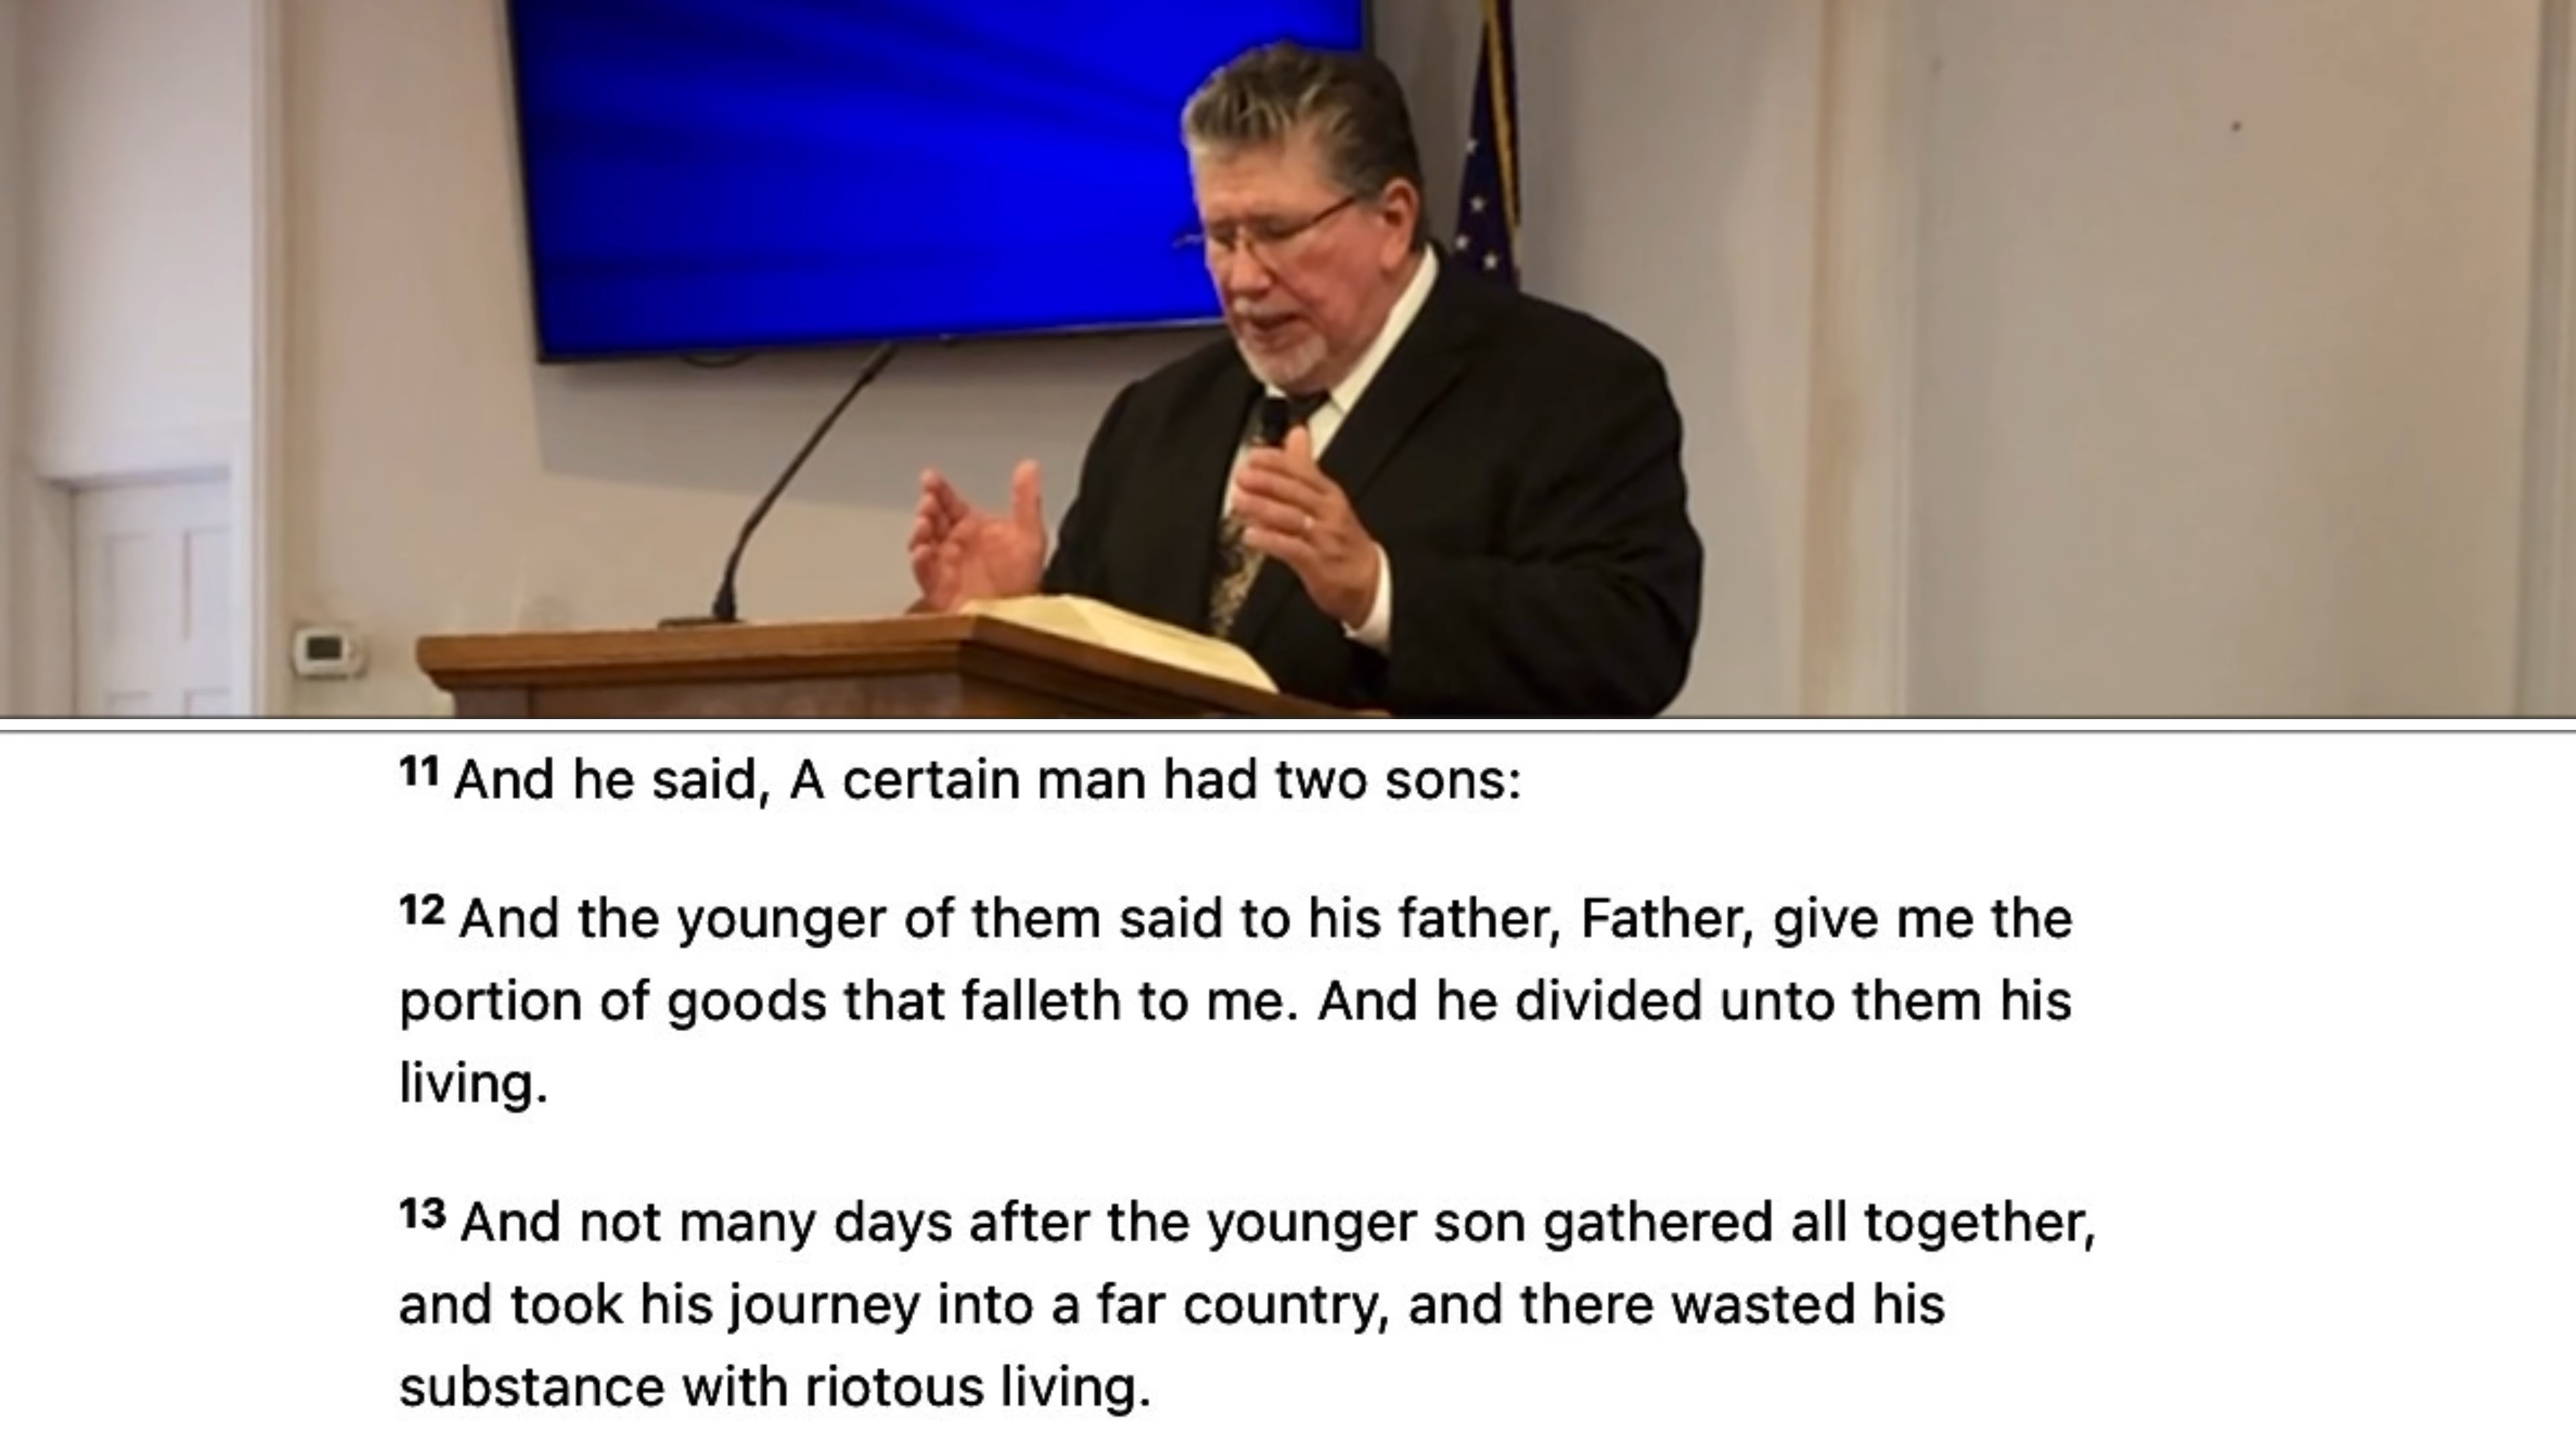 11 And he said, A certain man had two sons:
12 And the younger of them said to his father, Father, give me the
portion of goods that falleth to me. And he divided unto them his
living.
13 And not many days after the younger son gathered all together,
and took his journey into a far country, and there wasted his
substance with riotous living.